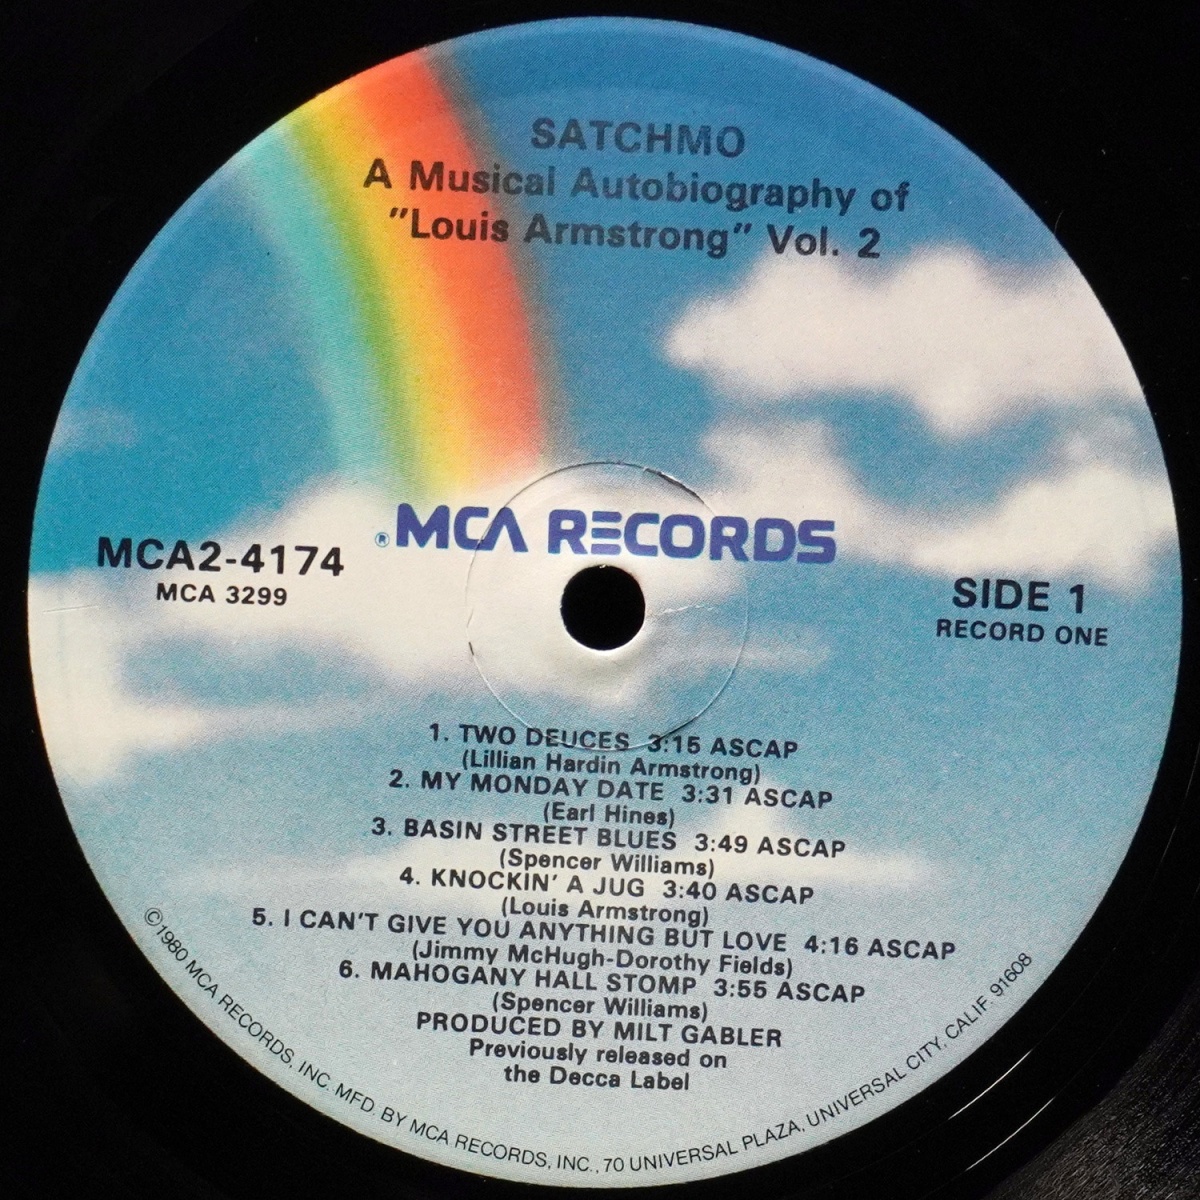 SATCHMO
A Musical Autobiography of
"Louis Armstrong" Vol. 2
® MCA RECORDS
MCA2-4174
MCA 3299
SIDE 1
RECORD ONE
1. TWO DEUCES 3:15 ASCAP
(Lillian Hardin Armstrong)
2. MY MONDAY DATE 3:31 ASCAP
(Earl Hines)
3. BASIN STREET BLUES 3:49 ASCAP
(Spencer Williams)
4. KNOCKIN' A JUG 3:40 ASCAP
(Louis Armstrong)
5. I CAN'T GIVE YOU ANYTHING BUT LOVE 4:16 ASCAP
(Jimmy McHugh-Dorothy Fields)
6. MAHOGANY HALL STOMP 3:55 ASCAP
(Spencer Williams)
PRODUCED BY MILT GABLER
Previously released on
the Decca Label
©1980 MCA RECORDS, INC. MFD. BY MCA RECORDS, INC., 70 UNIVERSAL PLAZA, UNIVERSAL CITY, CALIF. 91608